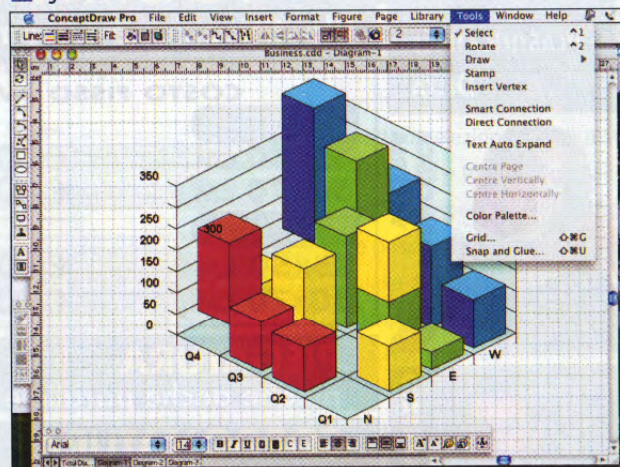 ConceptDraw Pro File Edit View Insert Format Figure Page Library Tools Window Help
Line: Fit: 2
Business.cdd - Diagram-1
✓ Select ^1
Rotate ^2
Draw ▶
Stamp
Insert Vertex
Smart Connection
Direct Connection
Text Auto Expand
Centre Page
Centre Vertically
Centre Horizontally
Color Palette...
Grid... ⇧⌘G
Snap and Glue... ⇧⌘U
350
300
250
200
150
100
50
0
Q4
Q3
Q2
Q1
N
S
E
W
Arial 14 B I U
Diagram-1 Diagram-2 Diagram-3